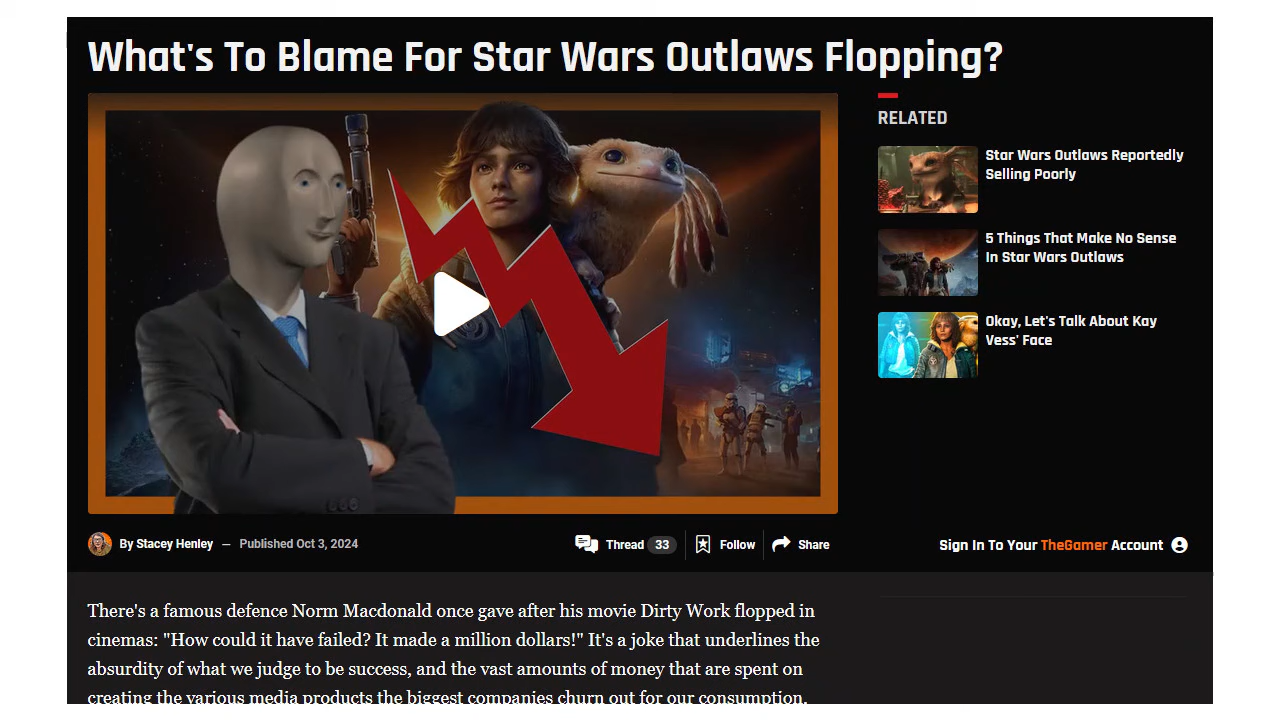 What's To Blame For Star Wars Outlaws Flopping?
RELATED
Star Wars Outlaws Reportedly
Selling Poorly
5 Things That Make No Sense
In Star Wars Outlaws
Okay, Let's Talk About Kay
Vess' Face
By Stacey Henley — Published Oct 3, 2024
Thread 33
Follow
Share
Sign In To Your TheGamer Account
There's a famous defence Norm Macdonald once gave after his movie Dirty Work flopped in
cinemas: "How could it have failed? It made a million dollars!" It's a joke that underlines the
absurdity of what we judge to be success, and the vast amounts of money that are spent on
creating the various media products the biggest companies churn out for our consumption.